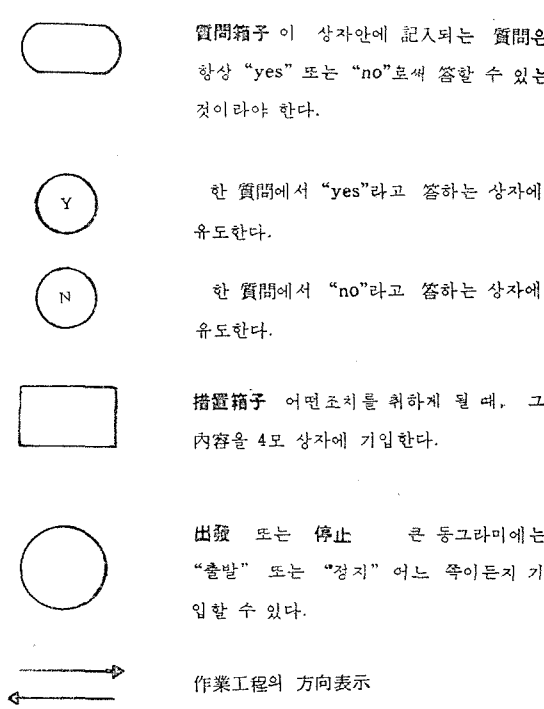 質問箱子 이 상자안에 記入되는 質問은
항상 “yes” 또는 “no”로써 答할 수 있는
것이라야 한다.
Y
한 質問에서 “yes”라고 答하는 상자에
유도한다.
N
한 質問에서 “no”라고 答하는 상자에
유도한다.
措置箱子 어떤조치를 취하게 될 때, 그
內容을 4모 상자에 기입한다.
出發 또는 停止 큰 동그라미에는
“출발” 또는 “정지” 어느 쪽이든지 기
입할 수 있다.
作業工程의 方向表示